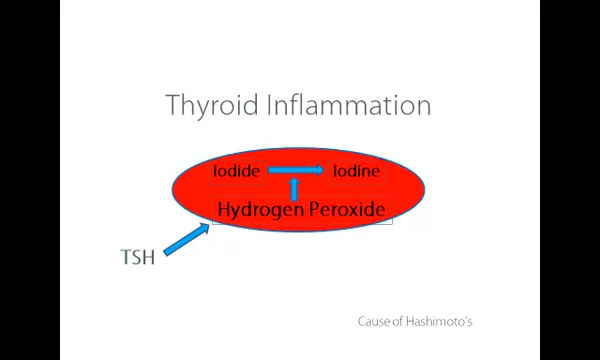 Thyroid Inflammation
Iodide Iodine
Hydrogen Peroxide
TSH
Cause of Hashimoto's